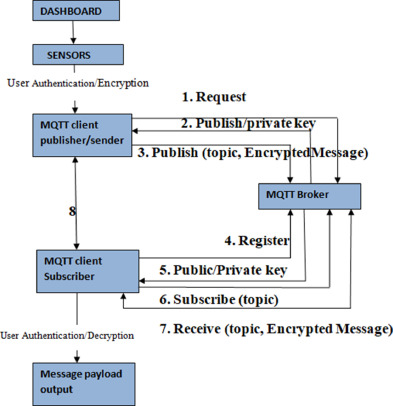 DASHBOARD
SENSORS
User Authentication/Encryption
1. Request
MQTT client
publisher/sender
2. Publish/private key
3. Publish (topic, EncryptedMessage)
MQTT Broker
8
4. Register
MQTT client
Subscriber
5. Public/Private key
6. Subscribe (topic)
7. Receive (topic, Encrypted Message)
User Authentication/Decryption
Message payload
output